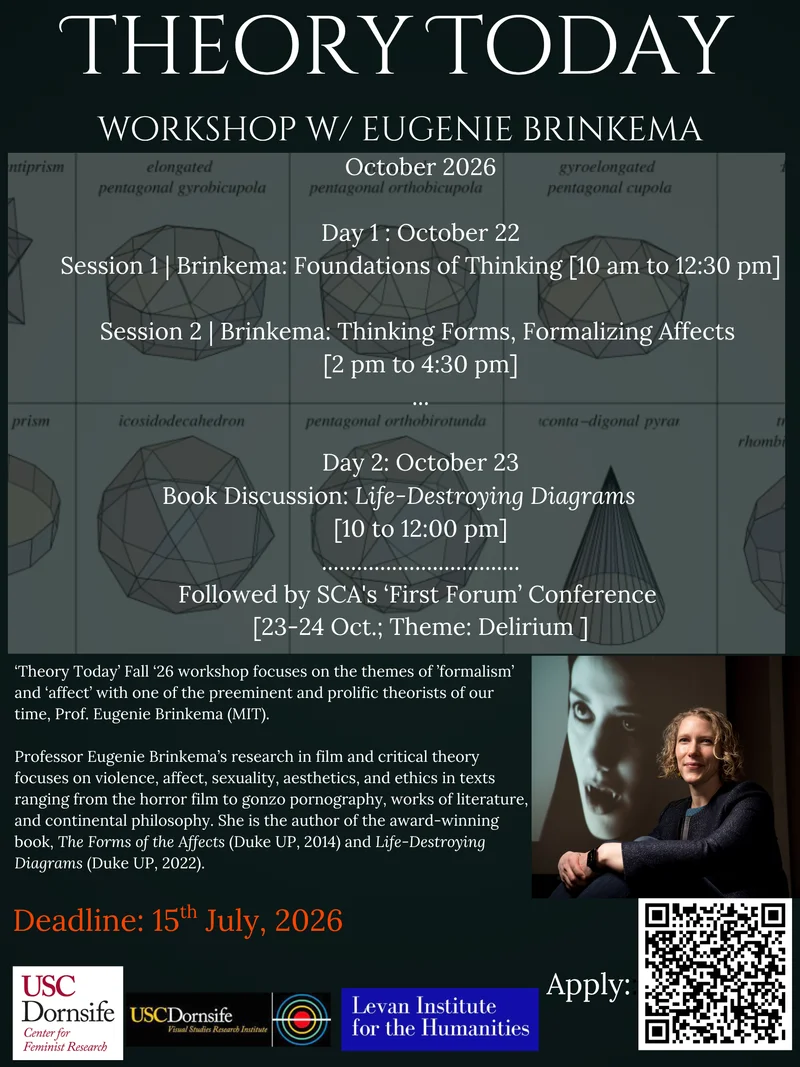 THEORY TODAY
WORKSHOP W/ EUGENIE BRINKEMA
October 2026
ntiprism
elongated
pentagonal gyrobicupola
pentagonal orthobicupola
gyroelongated
pentagonal cupola
Day 1 : October 22
Session 1 | Brinkema: Foundations of Thinking [10 am to 12:30 pm]
Session 2 | Brinkema: Thinking Forms, Formalizing Affects
[2 pm to 4:30 pm]
...
prism
icosidodecahedron
pentagonal orthobirotunda
Day 2: October 23
Book Discussion: Life-Destroying Diagrams
[10 to 12:00 pm]
..................................
Followed by SCA's ‘First Forum’ Conference
[23-24 Oct.; Theme: Delirium ]
‘Theory Today’ Fall ‘26 workshop focuses on the themes of ’formalism’
and ‘affect’ with one of the preeminent and prolific theorists of our
time, Prof. Eugenie Brinkema (MIT).
Professor Eugenie Brinkema’s research in film and critical theory
focuses on violence, affect, sexuality, aesthetics, and ethics in texts
ranging from the horror film to gonzo pornography, works of literature,
and continental philosophy. She is the author of the award-winning
book, The Forms of the Affects (Duke UP, 2014) and Life-Destroying
Diagrams (Duke UP, 2022).
Deadline: 15th July, 2026
Apply:
USC
Dornsife
Center for
Feminist Research
USCDornsife
Visual Studies Research Institute
Levan Institute
for the Humanities